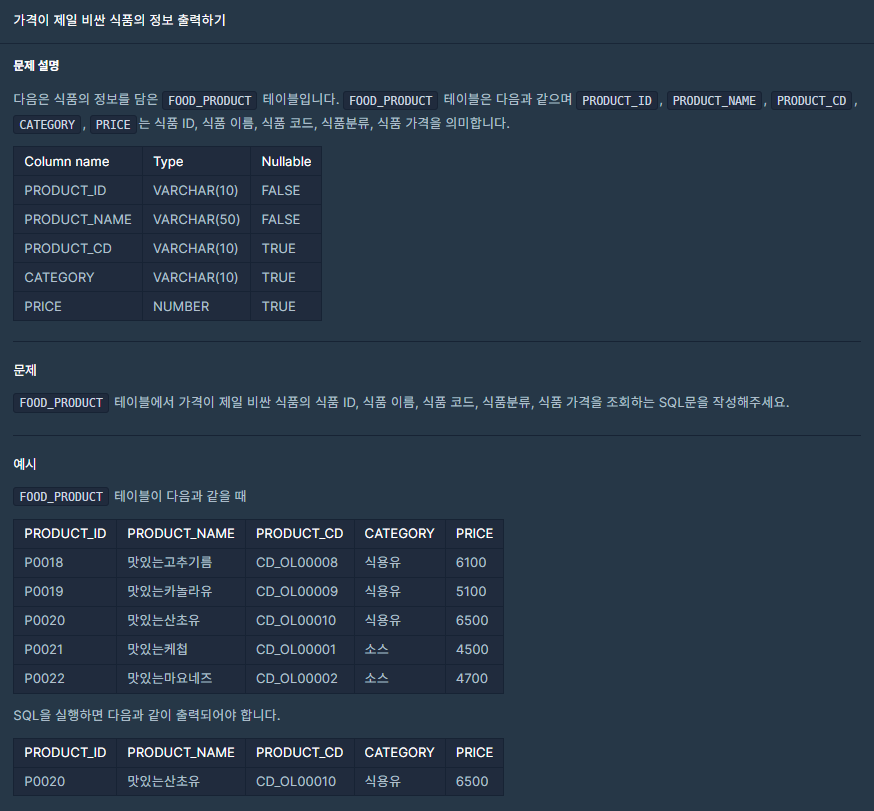 가격이 제일 비싼 식품의 정보 출력하기
문제 설명
다음은 식품의 정보를 담은 FOOD_PRODUCT 테이블입니다. FOOD_PRODUCT 테이블은 다음과 같으며 PRODUCT_ID , PRODUCT_NAME , PRODUCT_CD ,
CATEGORY , PRICE 는 식품 ID, 식품 이름, 식품 코드, 식품분류, 식품 가격을 의미합니다.
Column name Type Nullable
PRODUCT_ID VARCHAR(10) FALSE
PRODUCT_NAME VARCHAR(50) FALSE
PRODUCT_CD VARCHAR(10) TRUE
CATEGORY VARCHAR(10) TRUE
PRICE NUMBER TRUE
문제
FOOD_PRODUCT 테이블에서 가격이 제일 비싼 식품의 식품 ID, 식품 이름, 식품 코드, 식품분류, 식품 가격을 조회하는 SQL문을 작성해주세요.
예시
FOOD_PRODUCT 테이블이 다음과 같을 때
PRODUCT_ID PRODUCT_NAME PRODUCT_CD CATEGORY PRICE
P0018 맛있는고추기름 CD_OL00008 식용유 6100
P0019 맛있는카놀라유 CD_OL00009 식용유 5100
P0020 맛있는산초유 CD_OL00010 식용유 6500
P0021 맛있는케첩 CD_OL00001 소스 4500
P0022 맛있는마요네즈 CD_OL00002 소스 4700
SQL을 실행하면 다음과 같이 출력되어야 합니다.
PRODUCT_ID PRODUCT_NAME PRODUCT_CD CATEGORY PRICE
P0020 맛있는산초유 CD_OL00010 식용유 6500